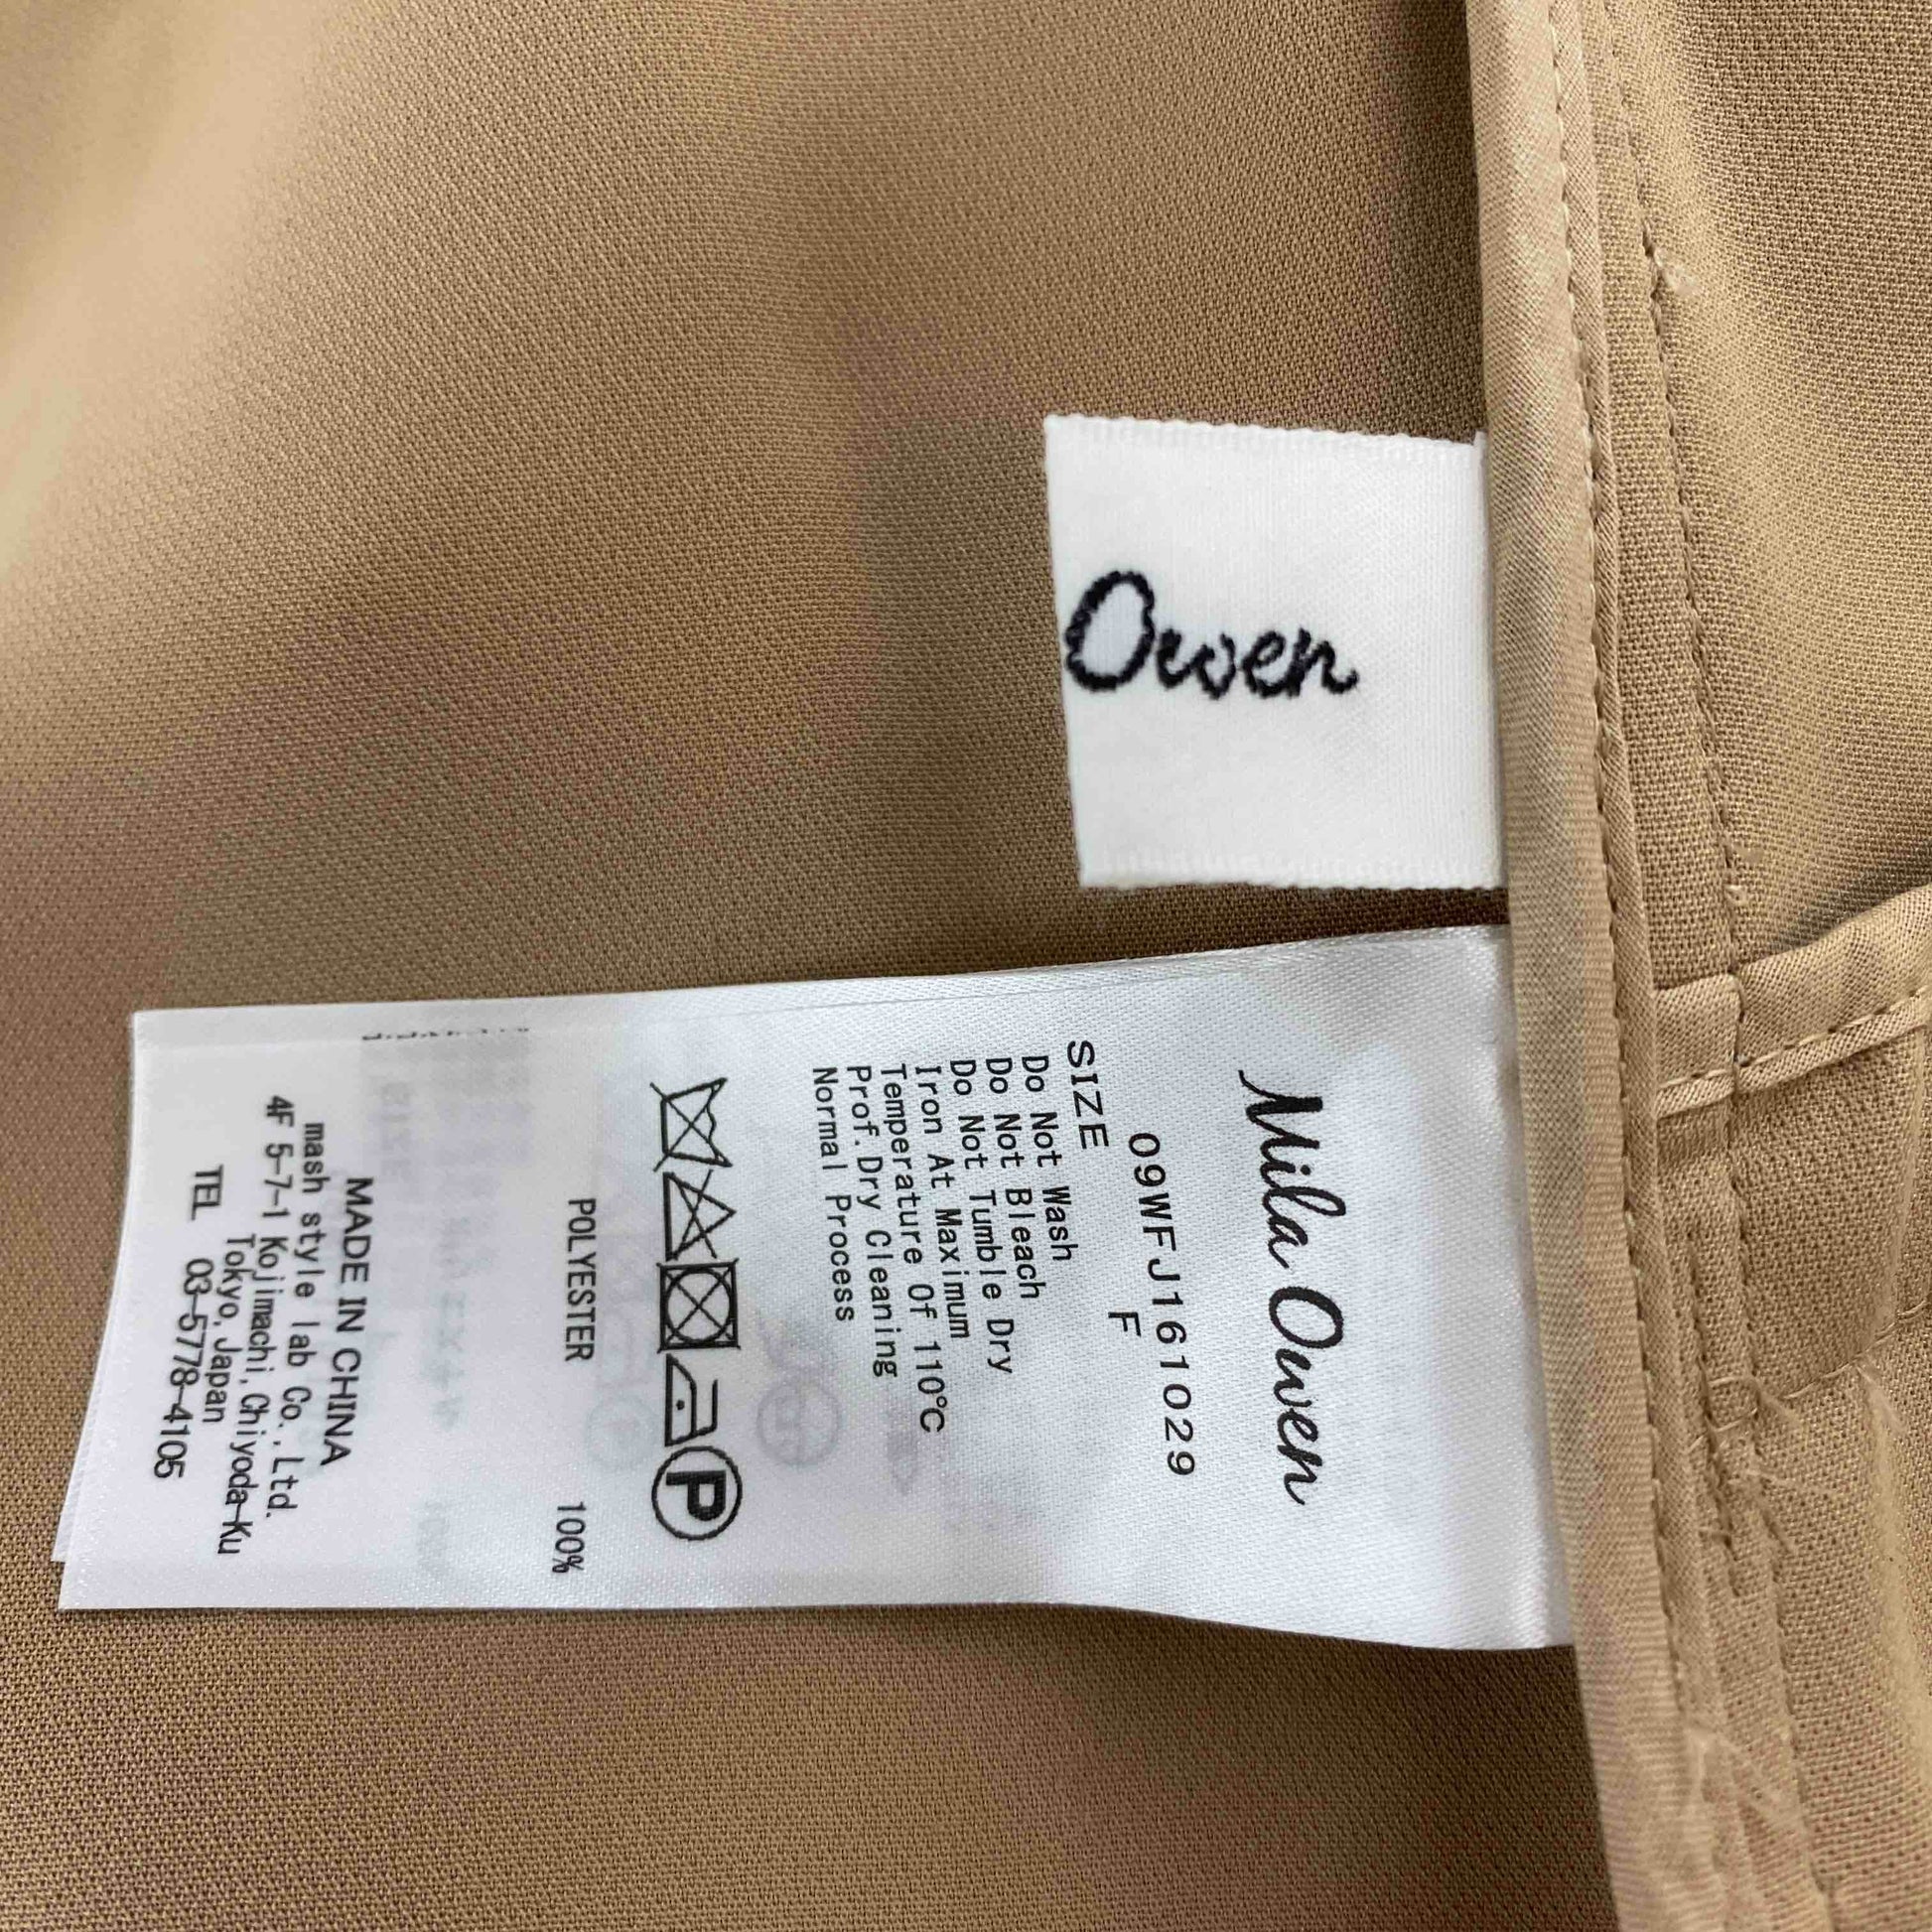 Owen
Mila Owen
09WFJ161029
SIZE F
Do Not Wash
Do Not Bleach
Do Not Tumble Dry
Iron At Maximum
Temperature Of 110℃
Prof.Dry Cleaning
Normal Process
P
POLYESTER 100%
MADE IN CHINA
mash style lab Co.,Ltd.
4F 5-7-1 Kojimachi,Chiyoda-Ku
Tokyo,Japan
TEL 03-5778-4105